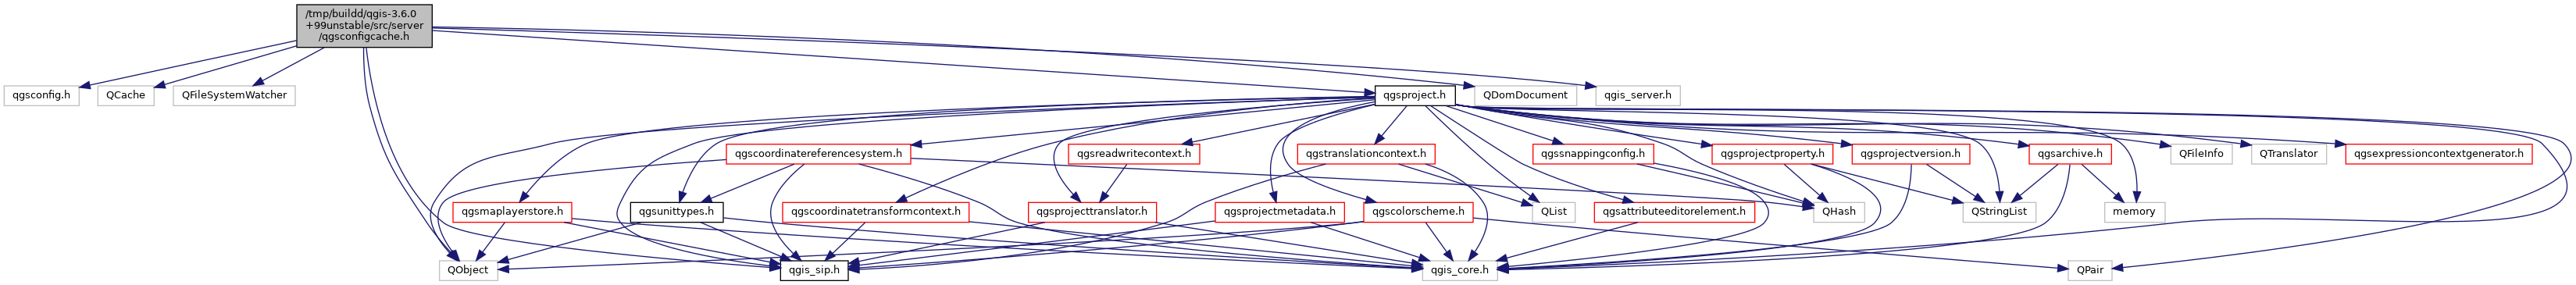 /tmp/buildd/qgis-3.6.0
+99unstable/src/server
/qgsconfigcache.h
qgsconfig.h
QCache
QFileSystemWatcher
qgsproject.h
QDomDocument
qgis_server.h
qgscoordinatereferencesystem.h
qgsreadwritecontext.h
qgstranslationcontext.h
qgssnappingconfig.h
qgsprojectproperty.h
qgsprojectversion.h
qgsarchive.h
QFileInfo
QTranslator
qgsexpressioncontextgenerator.h
qgsmaplayerstore.h
qgsunittypes.h
qgscoordinatetransformcontext.h
qgsprojecttranslator.h
qgsprojectmetadata.h
qgscolorscheme.h
QList
qgsattributeeditorelement.h
QHash
QStringList
memory
QObject
qgis_sip.h
qgis_core.h
QPair